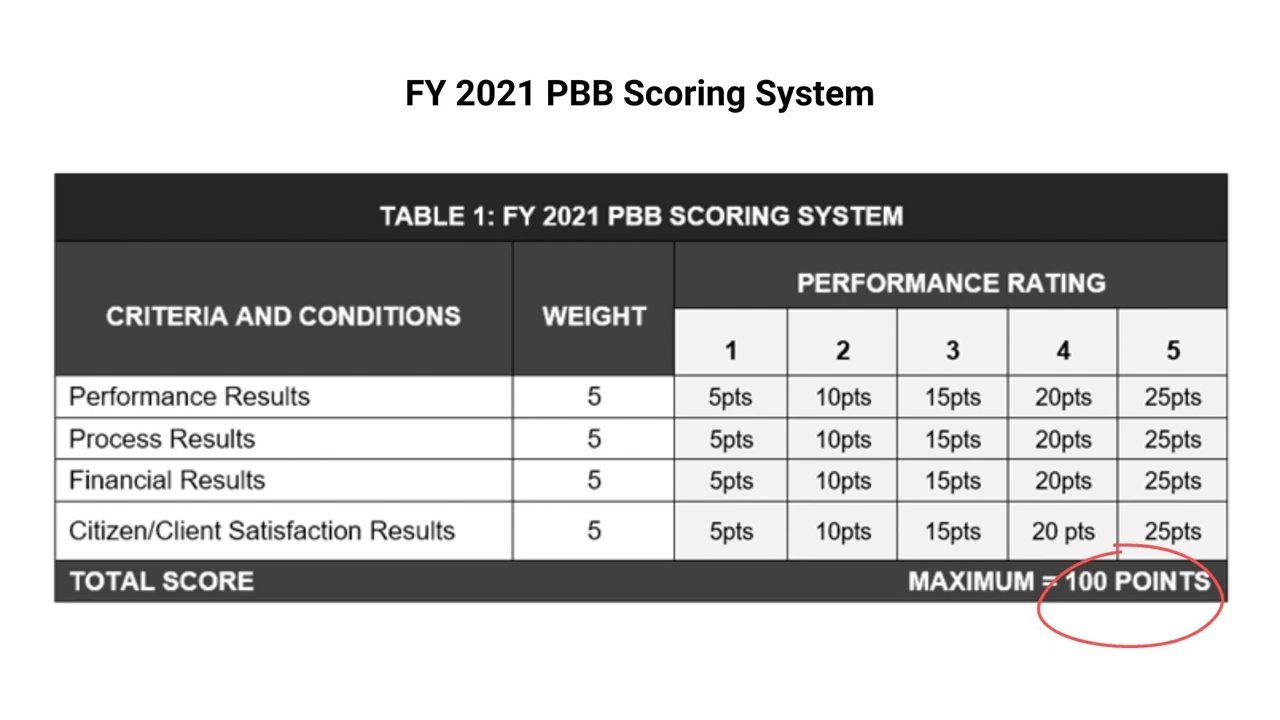 FY 2021 PBB Scoring System
TABLE 1: FY 2021 PBB SCORING SYSTEM
CRITERIA AND CONDITIONS WEIGHT PERFORMANCE RATING
1 2 3 4 5
Performance Results 5 5pts 10pts 15pts 20pts 25pts
Process Results 5 5pts 10pts 15pts 20pts 25pts
Financial Results 5 5pts 10pts 15pts 20pts 25pts
Citizen/Client Satisfaction Results 5 5pts 10pts 15pts 20 pts 25pts
TOTAL SCORE MAXIMUM = 100 POINTS